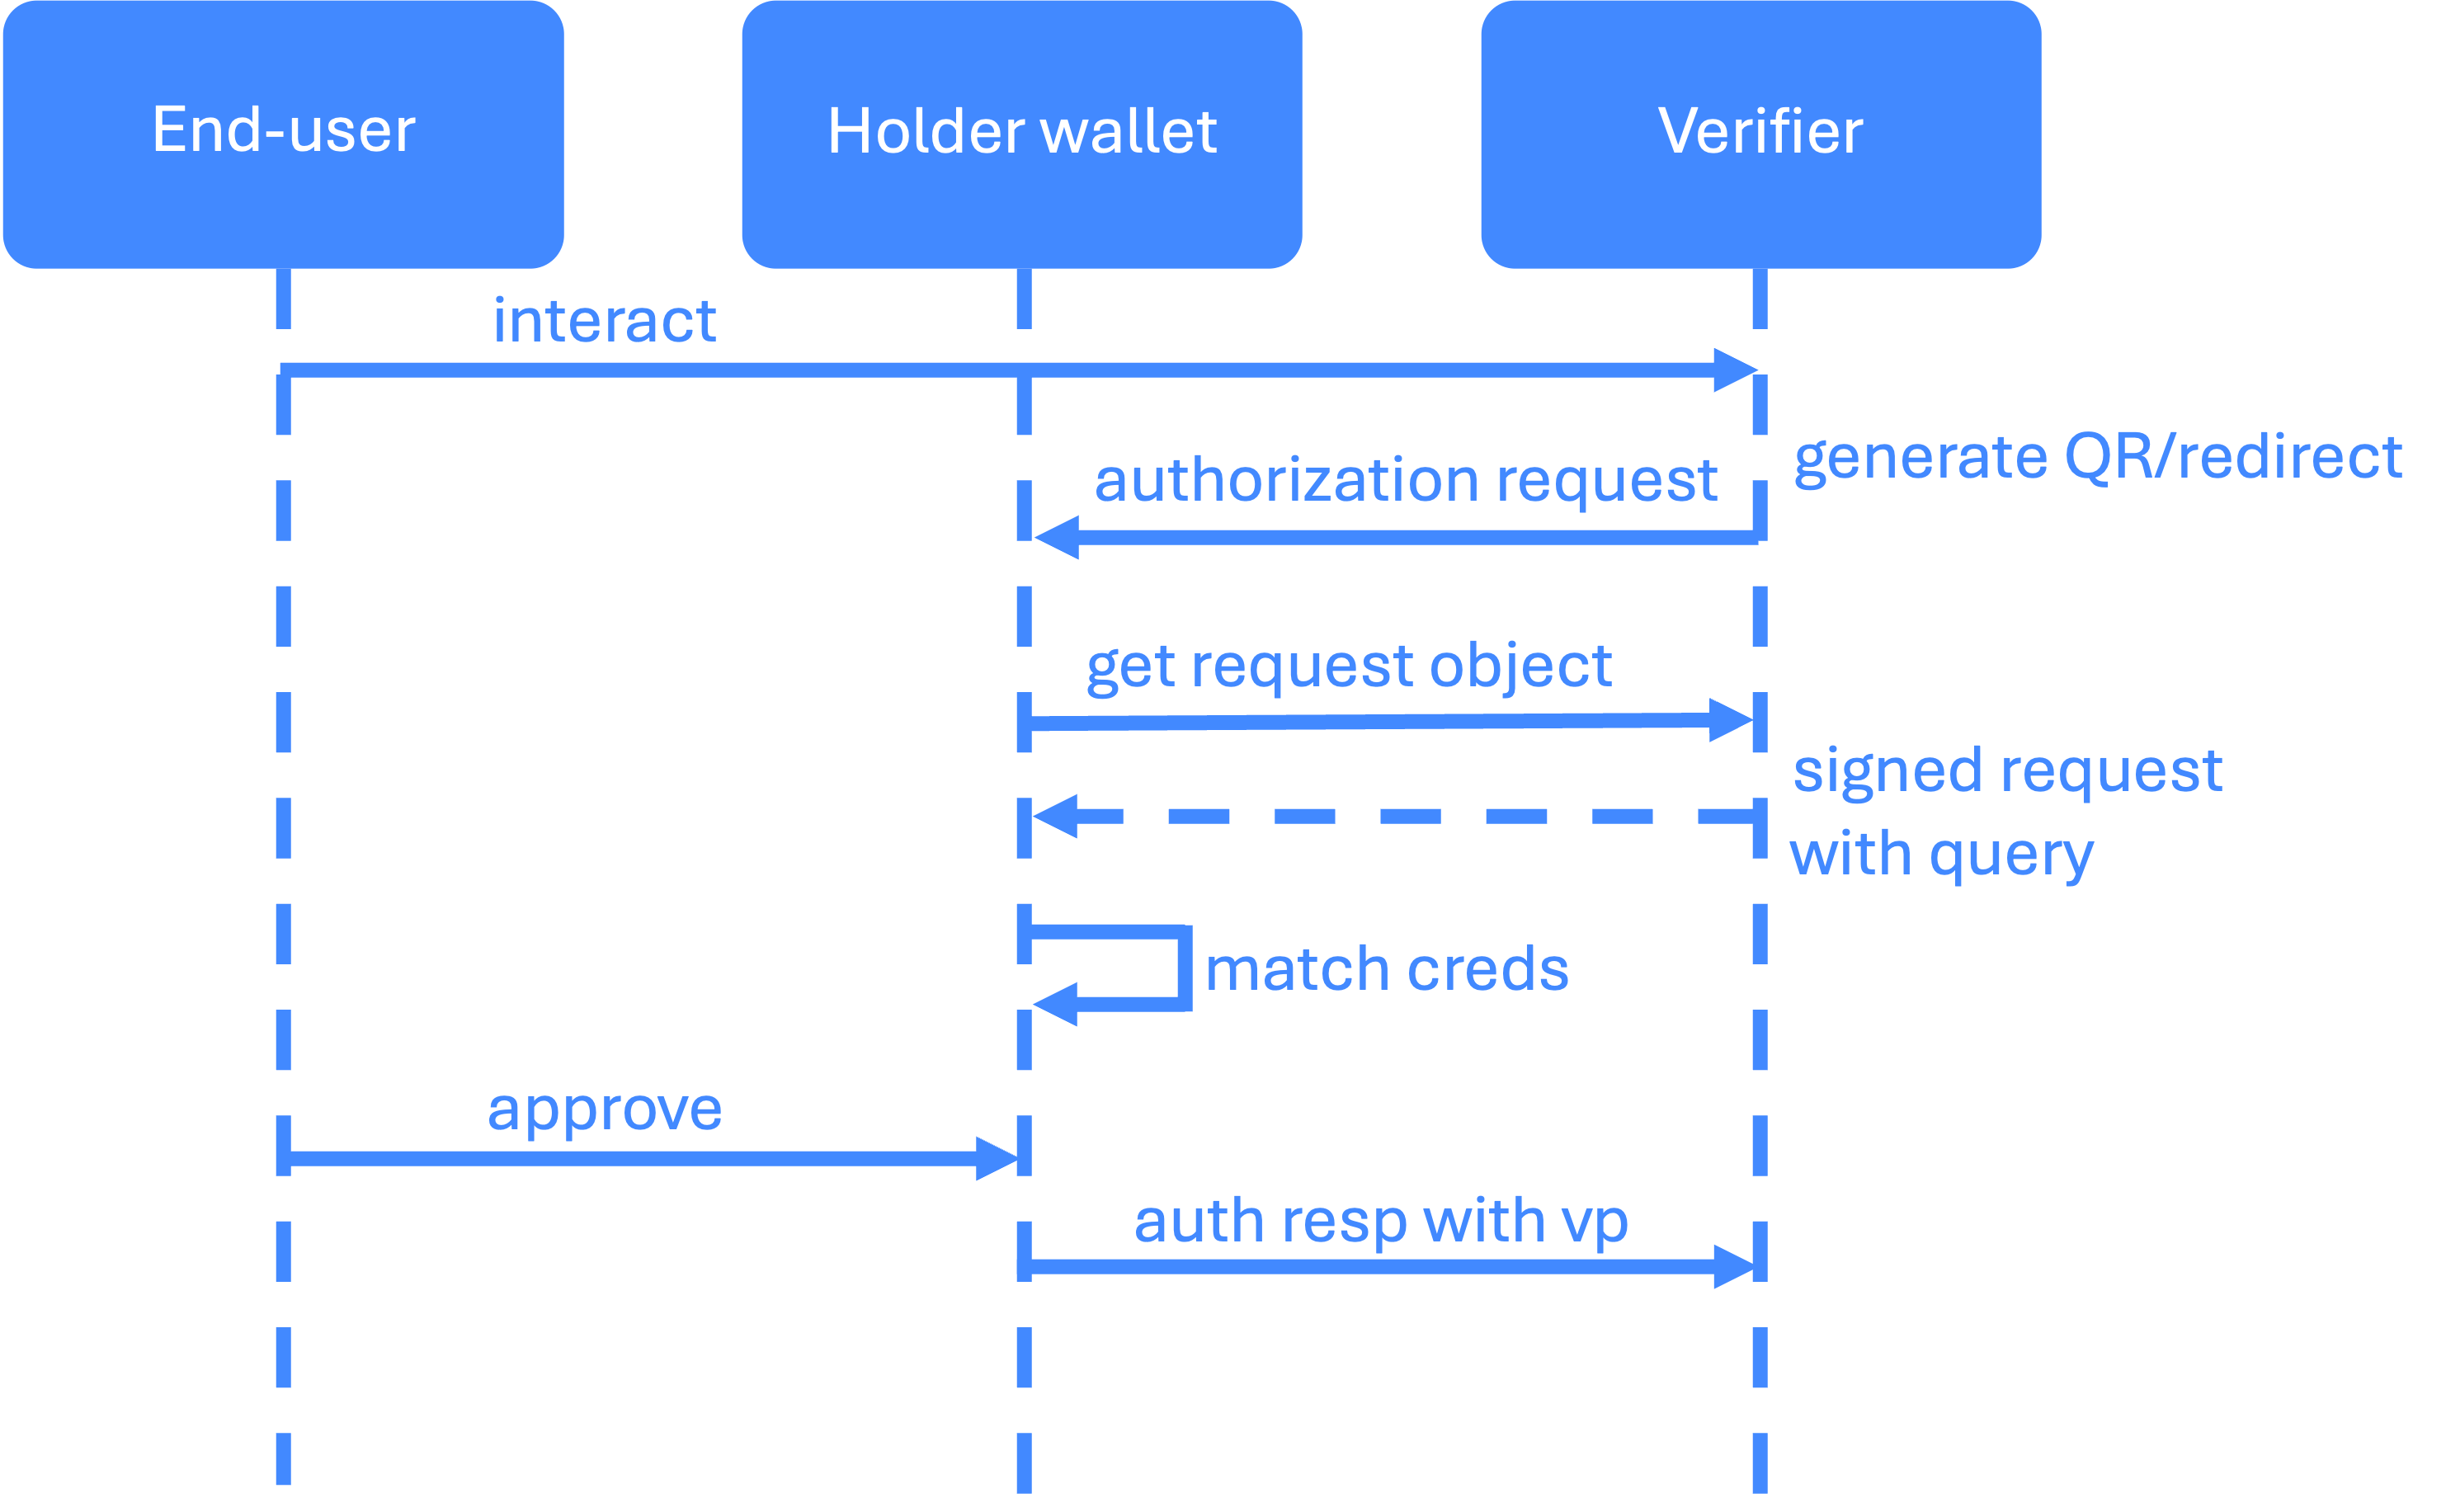 End-user
Holder wallet
Verifier
interact
generate QR/redirect
authorization request
get request object
signed request
with query
match creds
approve
auth resp with vp